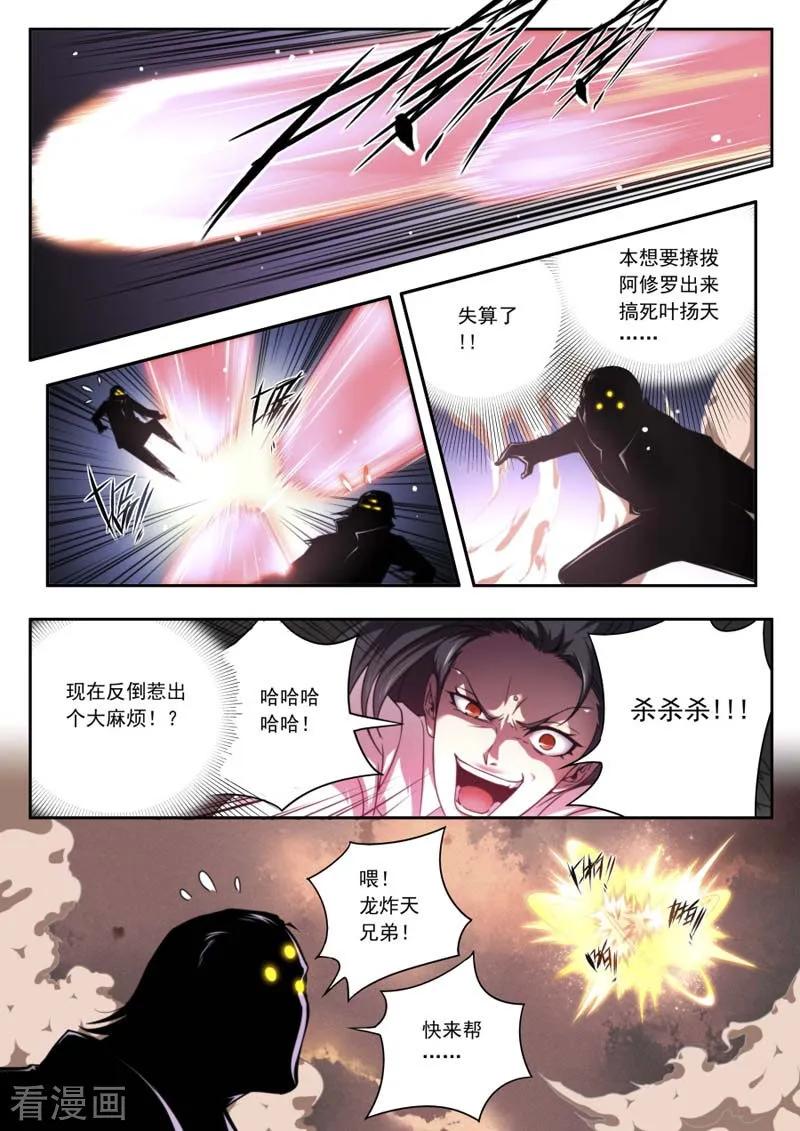 本想要撩拨
阿修罗出来
搞死叶扬天
……
失算了
!!
现在反倒惹出
个大麻烦！？
哈哈哈
哈哈！
杀杀杀!!!
喂！
龙炸天
兄弟！
快来帮
……
看漫画